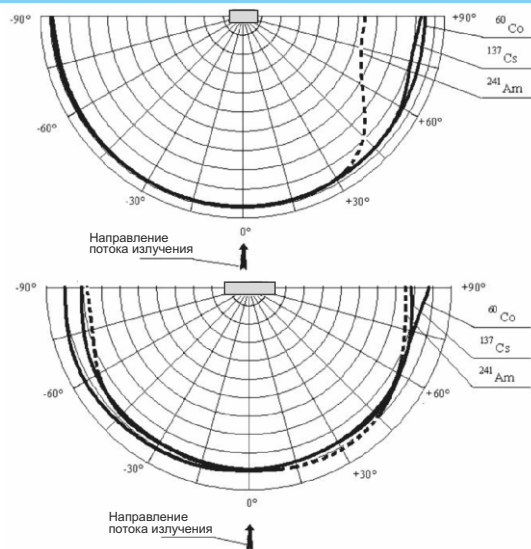 -90°
+90°
⁶⁰Co
¹³⁷Cs
²⁴¹Am
-60°
+60°
-30°
+30°
0°
Направление
потока излучения
-90°
+90°
⁶⁰Co
¹³⁷Cs
²⁴¹Am
-60°
+60°
-30°
+30°
0°
Направление
потока излучения